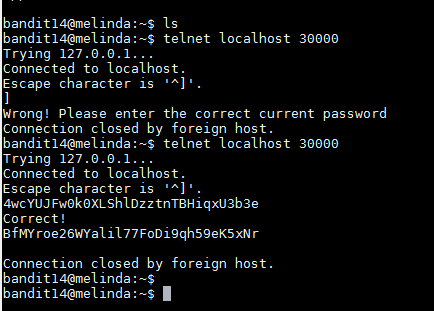 bandit14@melinda:~$ ls
bandit14@melinda:~$ telnet localhost 30000
Trying 127.0.0.1...
Connected to localhost.
Escape character is '^]'.
]
Wrong! Please enter the correct current password
Connection closed by foreign host.
bandit14@melinda:~$ telnet localhost 30000
Trying 127.0.0.1...
Connected to localhost.
Escape character is '^]'.
4wcYUJFw0k0XLShlDzztnTBHiqxU3b3e
Correct!
BfMYroe26WYalil77FoDi9qh59eK5xNr
Connection closed by foreign host.
bandit14@melinda:~$
bandit14@melinda:~$